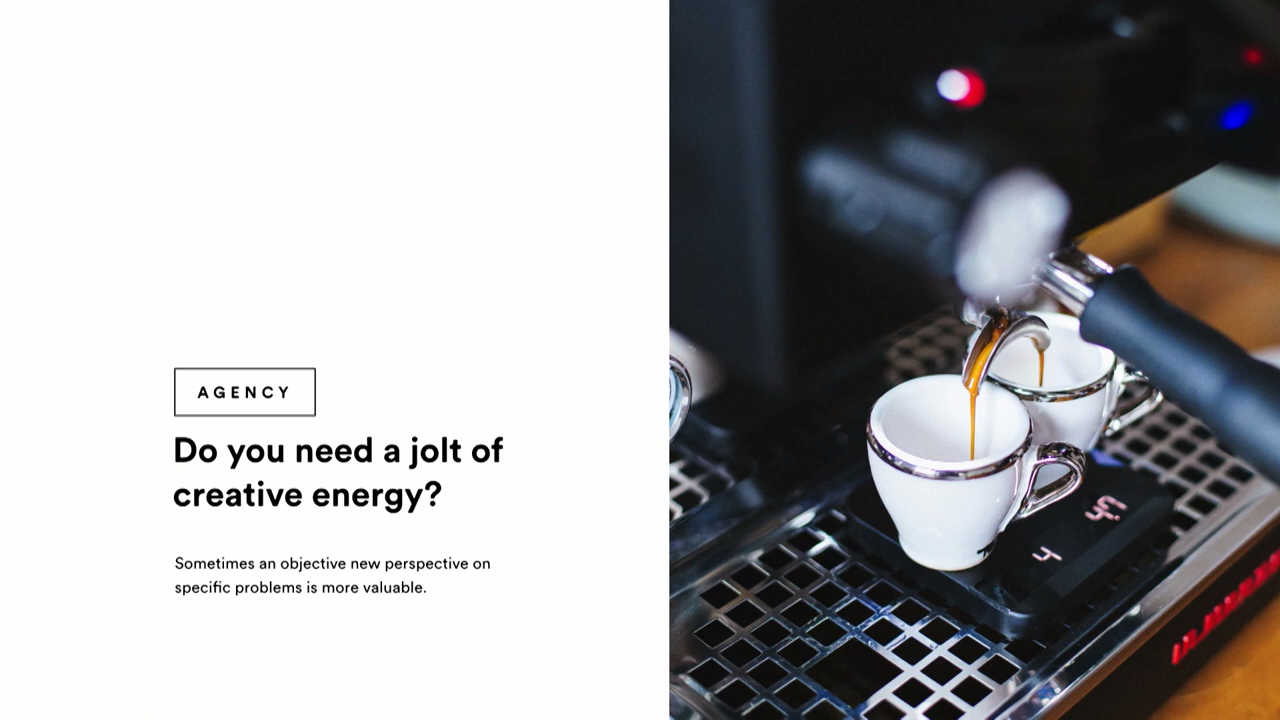 AGENCY
Do you need a jolt of
creative energy?
Sometimes an objective new perspective on
specific problems is more valuable.
4